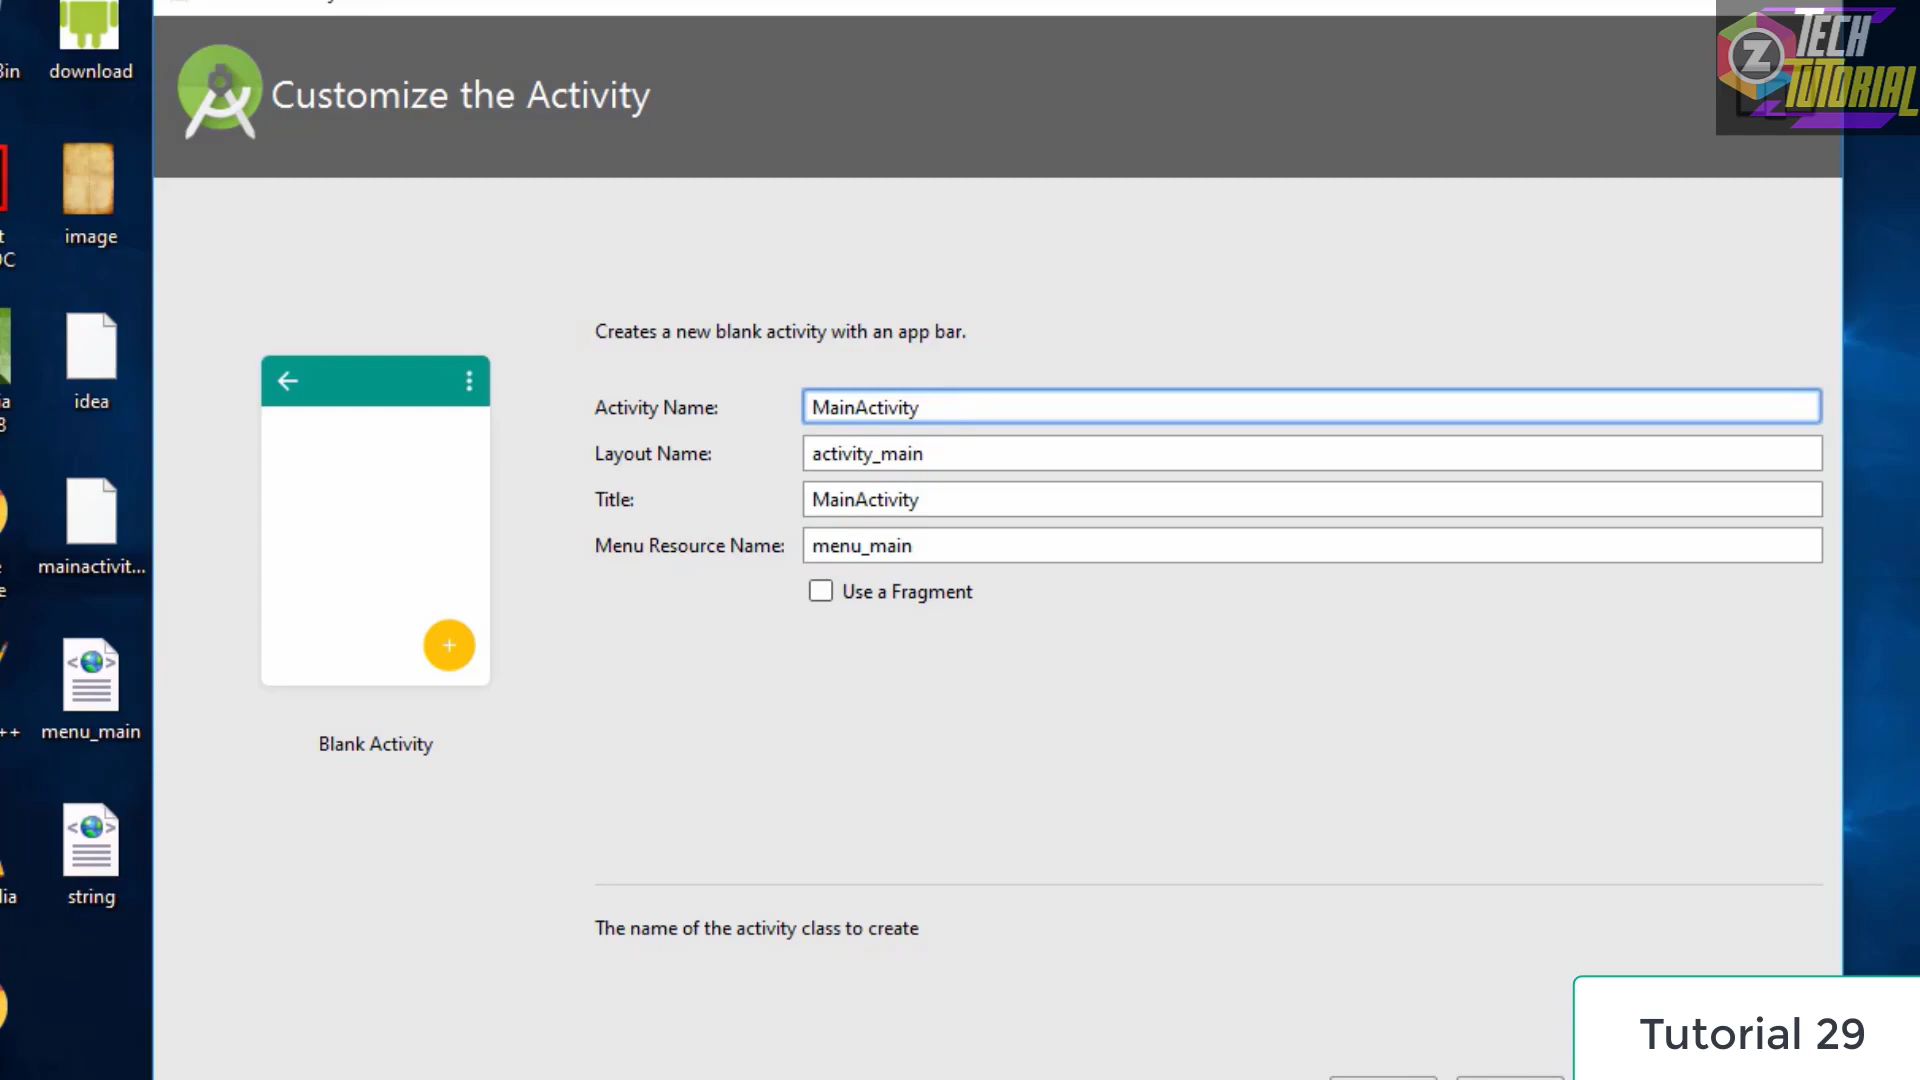 Customize the Activity
TECH
TUTORIAL
Z
Bin
download
image
idea
mainactivit...
menu_main
string
Creates a new blank activity with an app bar.
Activity Name:
MainActivity
Layout Name:
activity_main
Title:
MainActivity
Menu Resource Name:
menu_main
Use a Fragment
Blank Activity
The name of the activity class to create
Tutorial 29